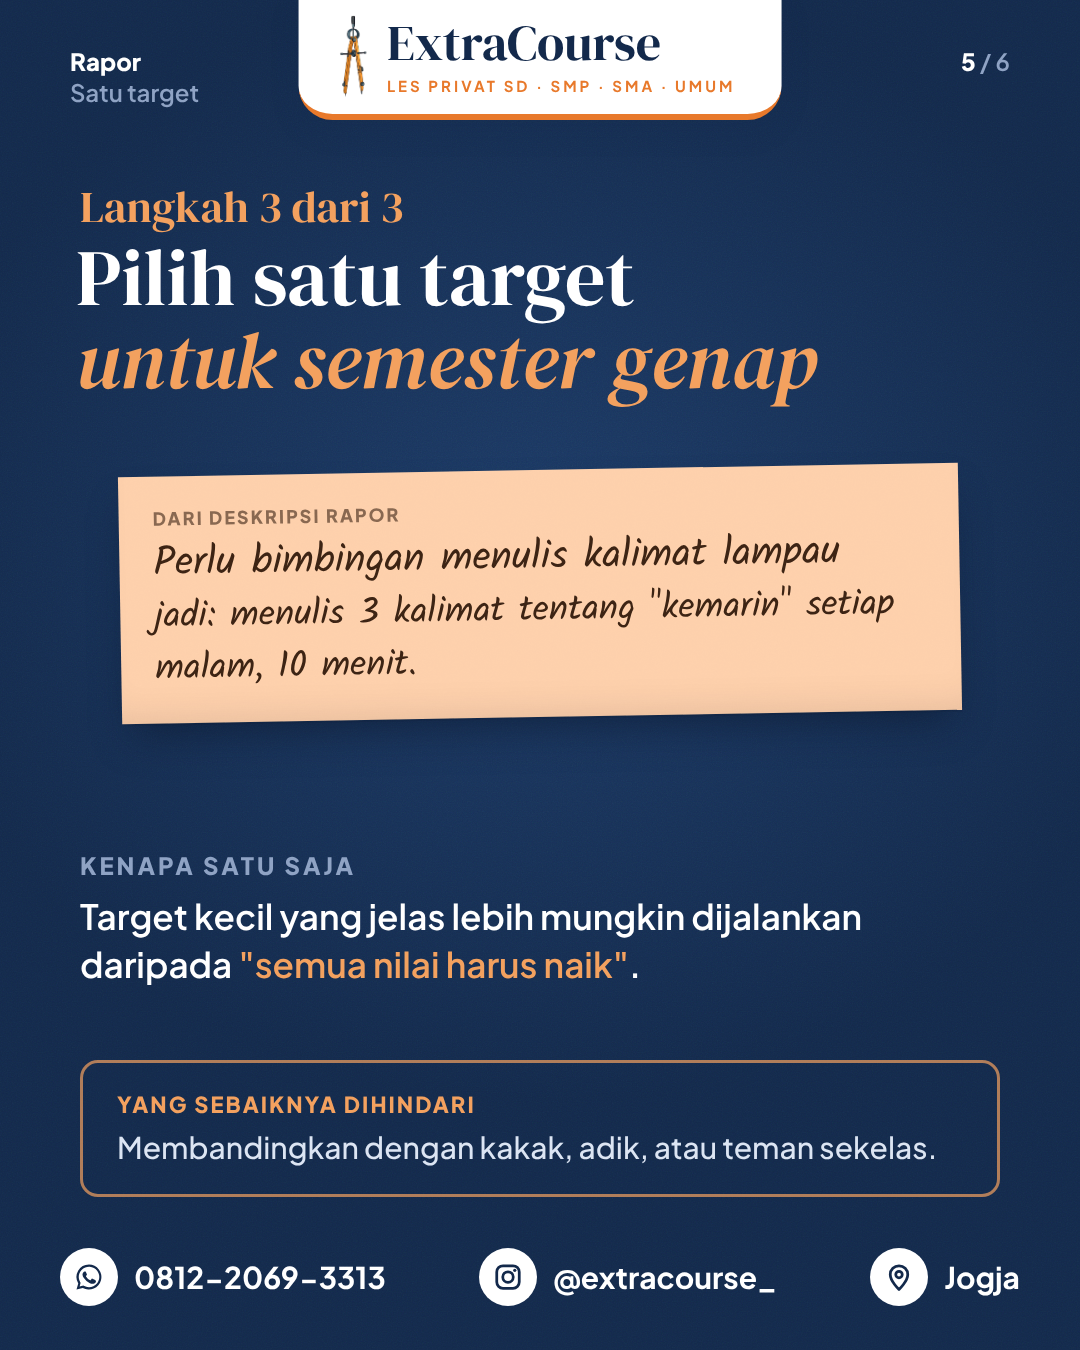 Rapor
Satu target
ExtraCourse
LES PRIVAT SD · SMP · SMA · UMUM
5 / 6
Langkah 3 dari 3
Pilih satu target
untuk semester genap
DARI DESKRIPSI RAPOR
Perlu bimbingan menulis kalimat lampau
jadi: menulis 3 kalimat tentang "kemarin" setiap
malam, 10 menit.
KENAPA SATU SAJA
Target kecil yang jelas lebih mungkin dijalankan
daripada "semua nilai harus naik".
YANG SEBAIKNYA DIHINDARI
Membandingkan dengan kakak, adik, atau teman sekelas.
0812-2069-3313
@extracourse_
Jogja